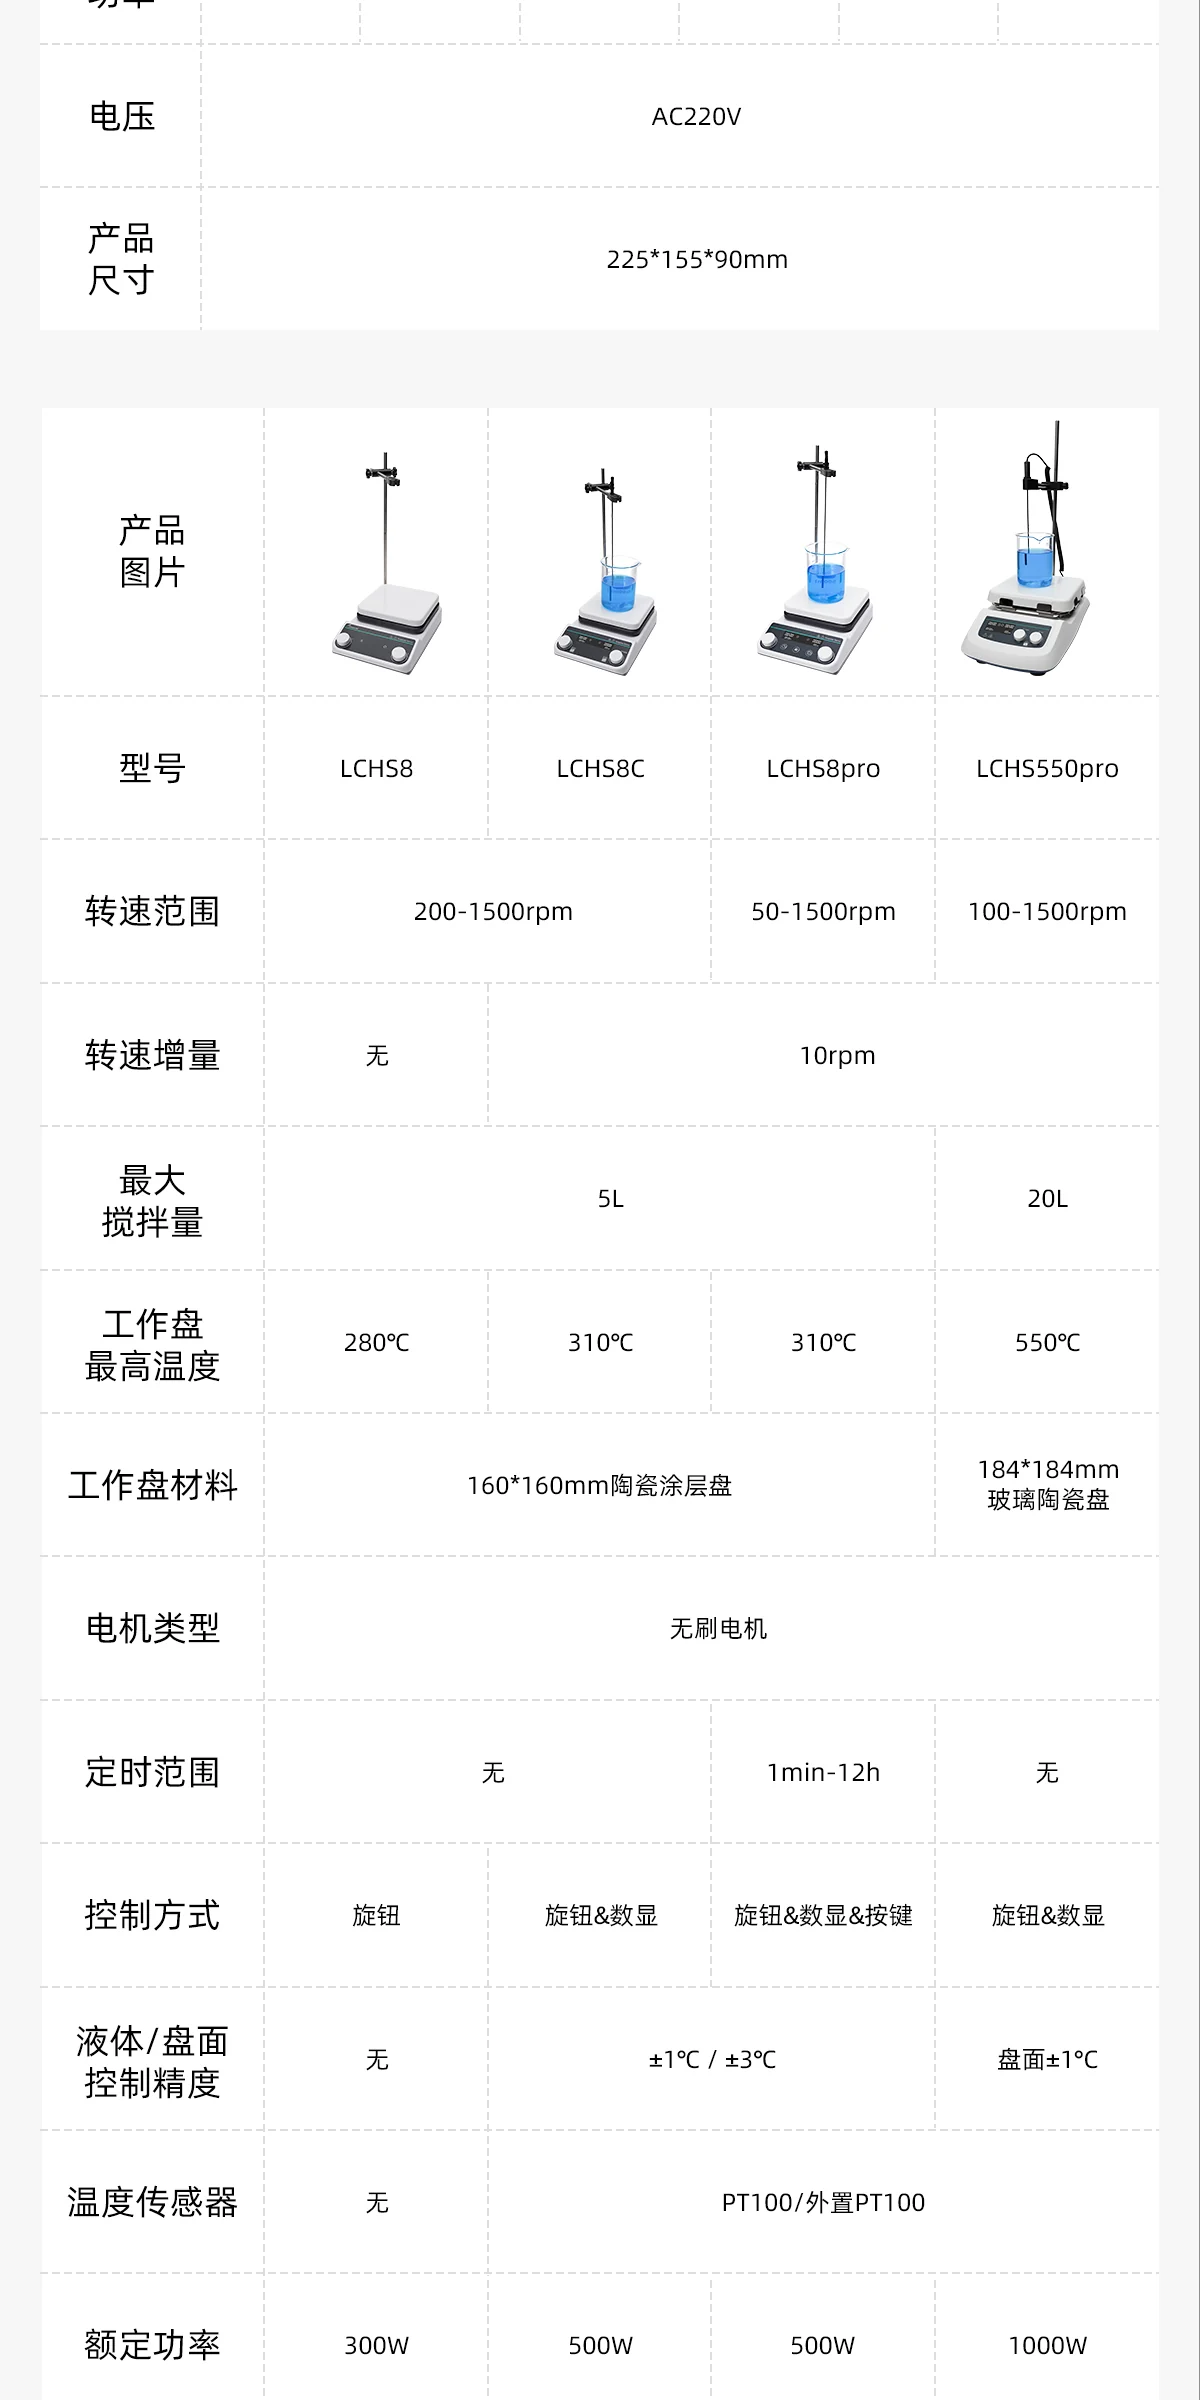 电压
AC220V
产品
尺寸
225*155*90mm
产品
图片
型号
LCHS8
LCHS8C
LCHS8pro
LCHS550pro
转速范围
200-1500rpm
50-1500rpm
100-1500rpm
转速增量
无
10rpm
最大
搅拌量
5L
20L
工作盘
最高温度
280℃
310℃
310℃
550℃
工作盘材料
160*160mm陶瓷涂层盘
184*184mm
玻璃陶瓷盘
电机类型
无刷电机
定时范围
无
1min-12h
无
控制方式
旋钮
旋钮&数显
旋钮&数显&按键
旋钮&数显
液体/盘面
控制精度
无
±1℃ / ±3℃
盘面±1℃
温度传感器
无
PT100/外置PT100
额定功率
300W
500W
500W
1000W